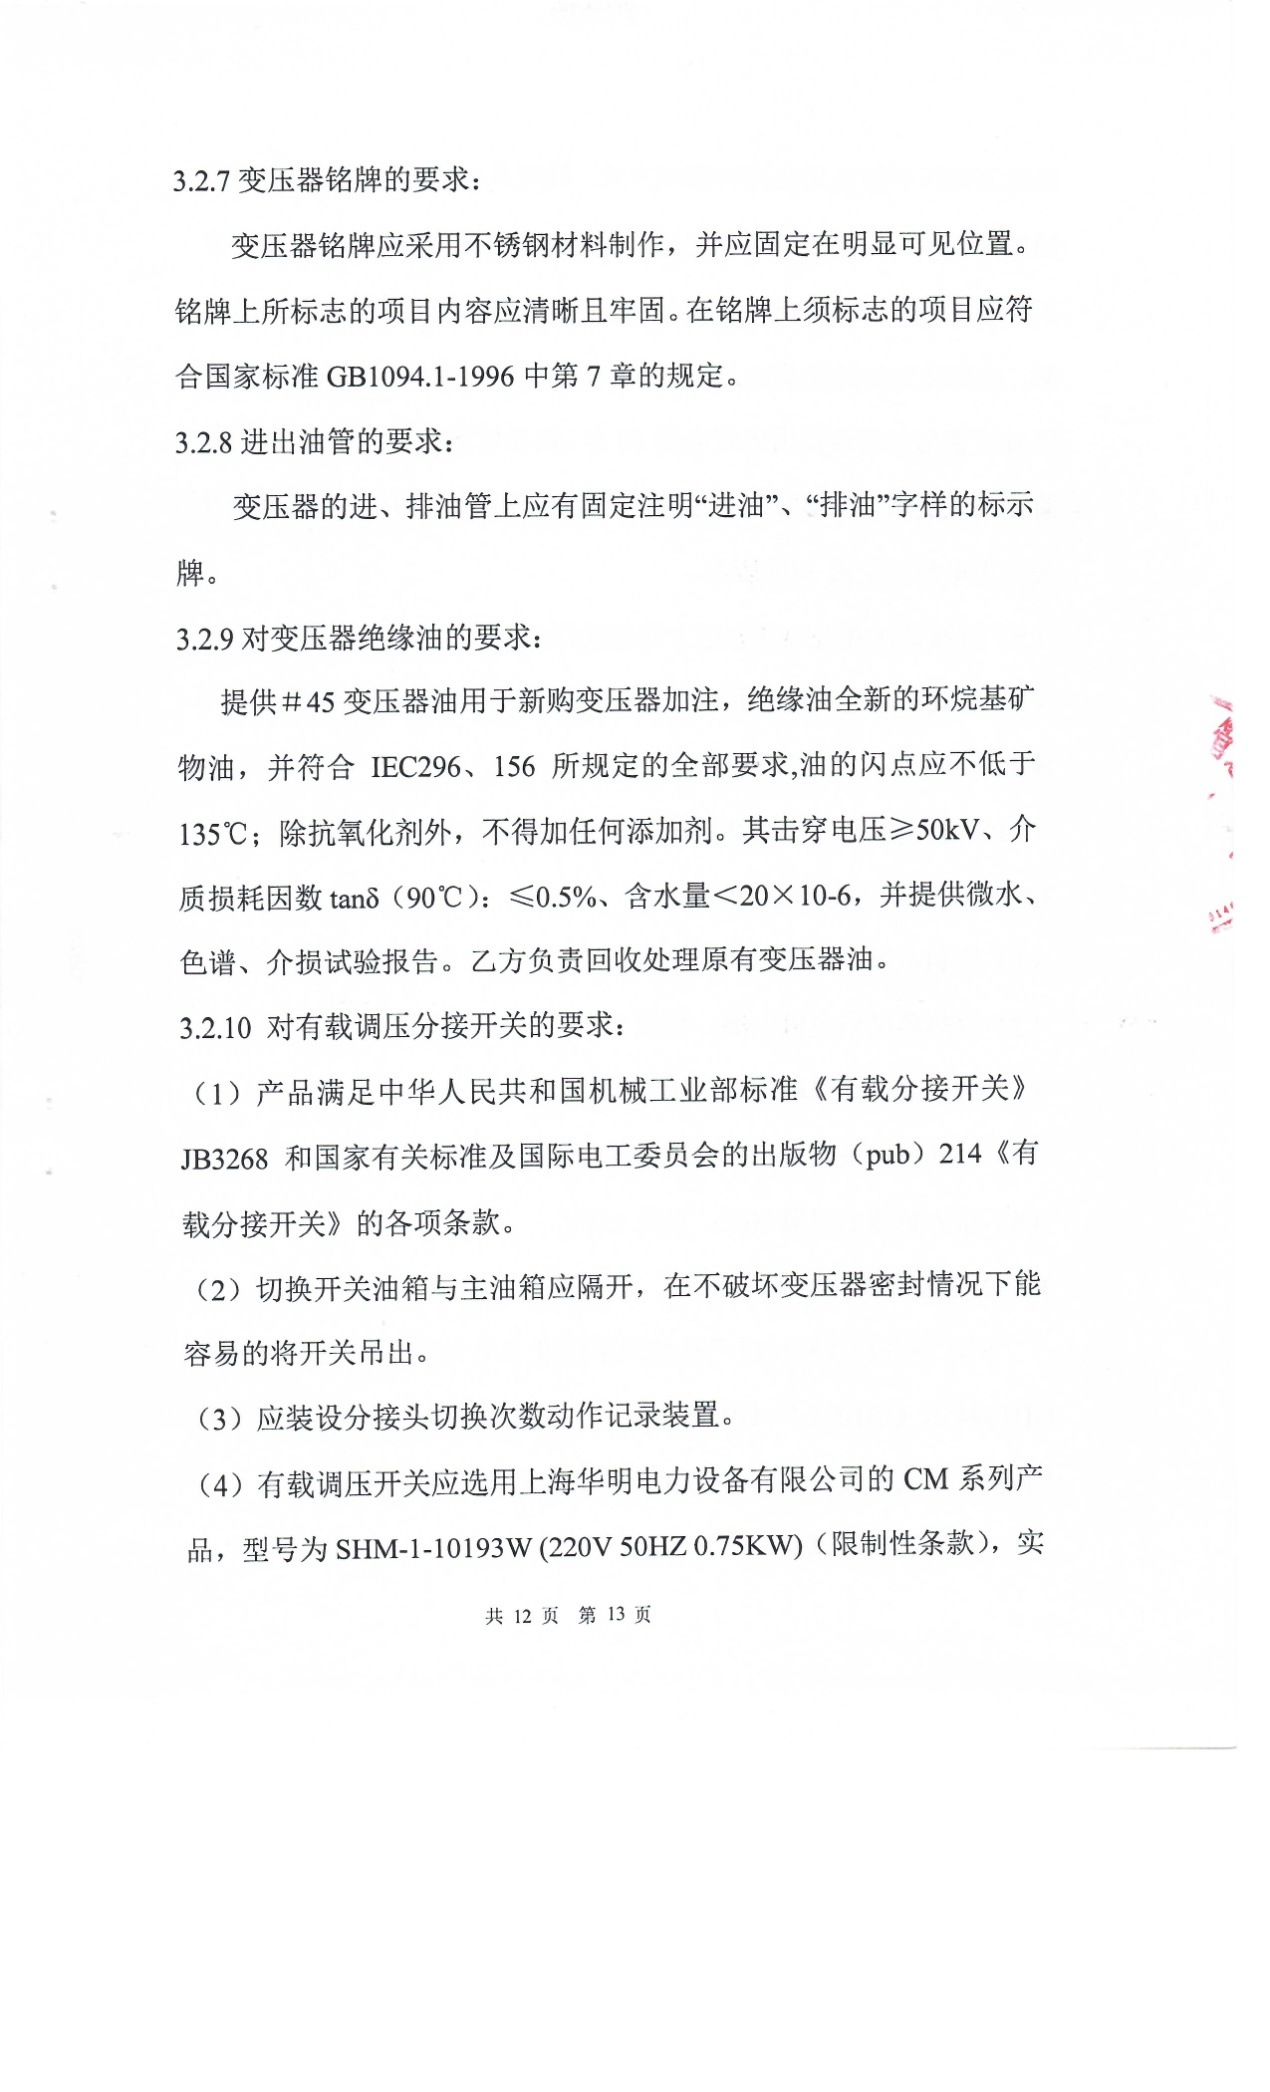 3.2.7 变压器铭牌的要求：
变压器铭牌应采用不锈钢材料制作，并应固定在明显可见位置。
铭牌上所标志的项目内容应清晰且牢固。在铭牌上须标志的项目应符
合国家标准 GB1094.1-1996 中第 7 章的规定。
3.2.8 进出油管的要求：
变压器的进、排油管上应有固定注明“进油”、“排油”字样的标示
牌。
3.2.9 对变压器绝缘油的要求：
提供＃45 变压器油用于新购变压器加注，绝缘油全新的环烷基矿
物油，并符合 IEC296、156 所规定的全部要求,油的闪点应不低于
135℃；除抗氧化剂外，不得加任何添加剂。其击穿电压≥50kV、介
质损耗因数 tanδ（90℃）：≤0.5%、含水量＜20×10-6，并提供微水、
色谱、介损试验报告。乙方负责回收处理原有变压器油。
3.2.10 对有载调压分接开关的要求：
（1）产品满足中华人民共和国机械工业部标准《有载分接开关》
JB3268 和国家有关标准及国际电工委员会的出版物（pub）214《有
载分接开关》的各项条款。
（2）切换开关油箱与主油箱应隔开，在不破坏变压器密封情况下能
容易的将开关吊出。
（3）应装设分接头切换次数动作记录装置。
（4）有载调压开关应选用上海华明电力设备有限公司的 CM 系列产
品，型号为 SHM-1-10193W (220V 50HZ 0.75KW)（限制性条款），实
共 12 页 第 13 页